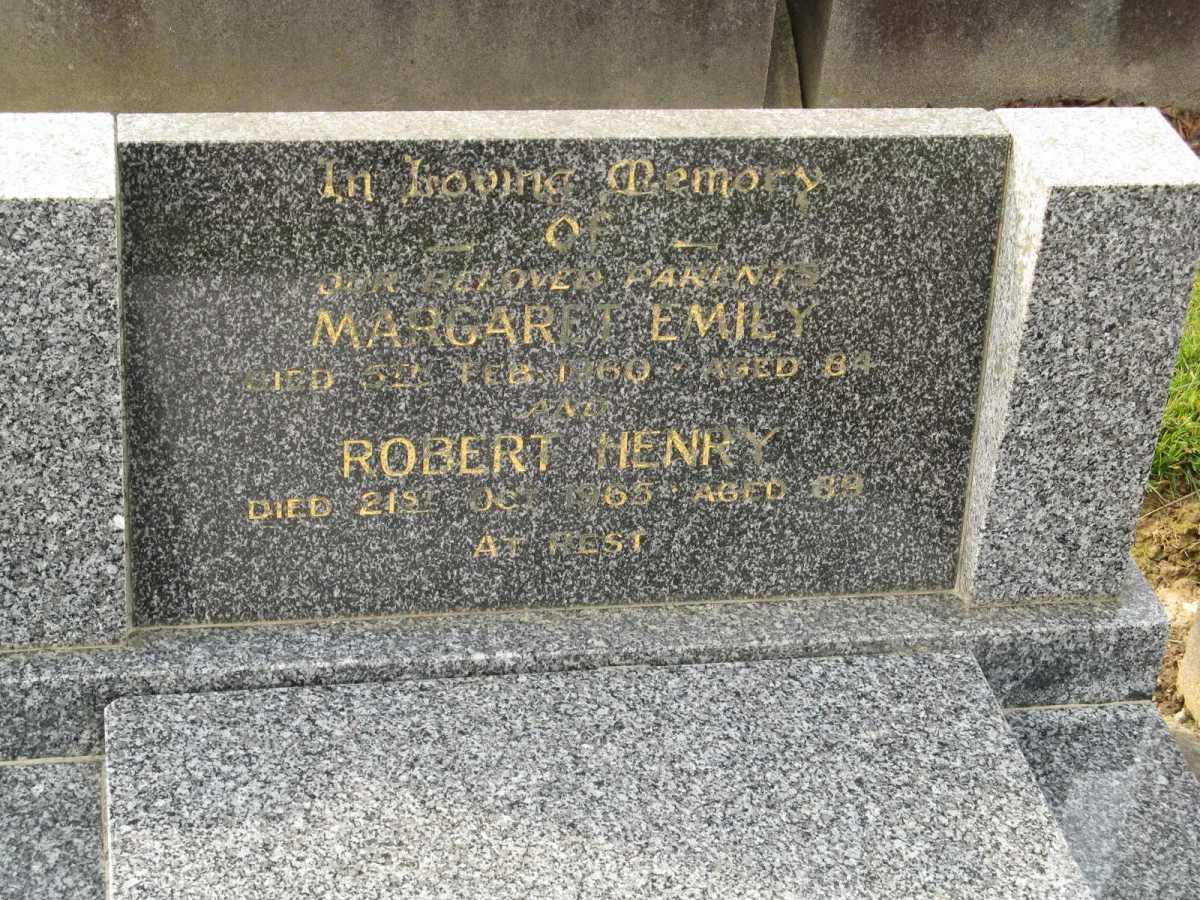 In Loving Memory
OF
OUR BELOVED PARENTS
MARGARET EMILY
DIED 5TH FEB. 1960 · AGED 84
AND
ROBERT HENRY
DIED 21ST OCT. 1965 · AGED
AT REST